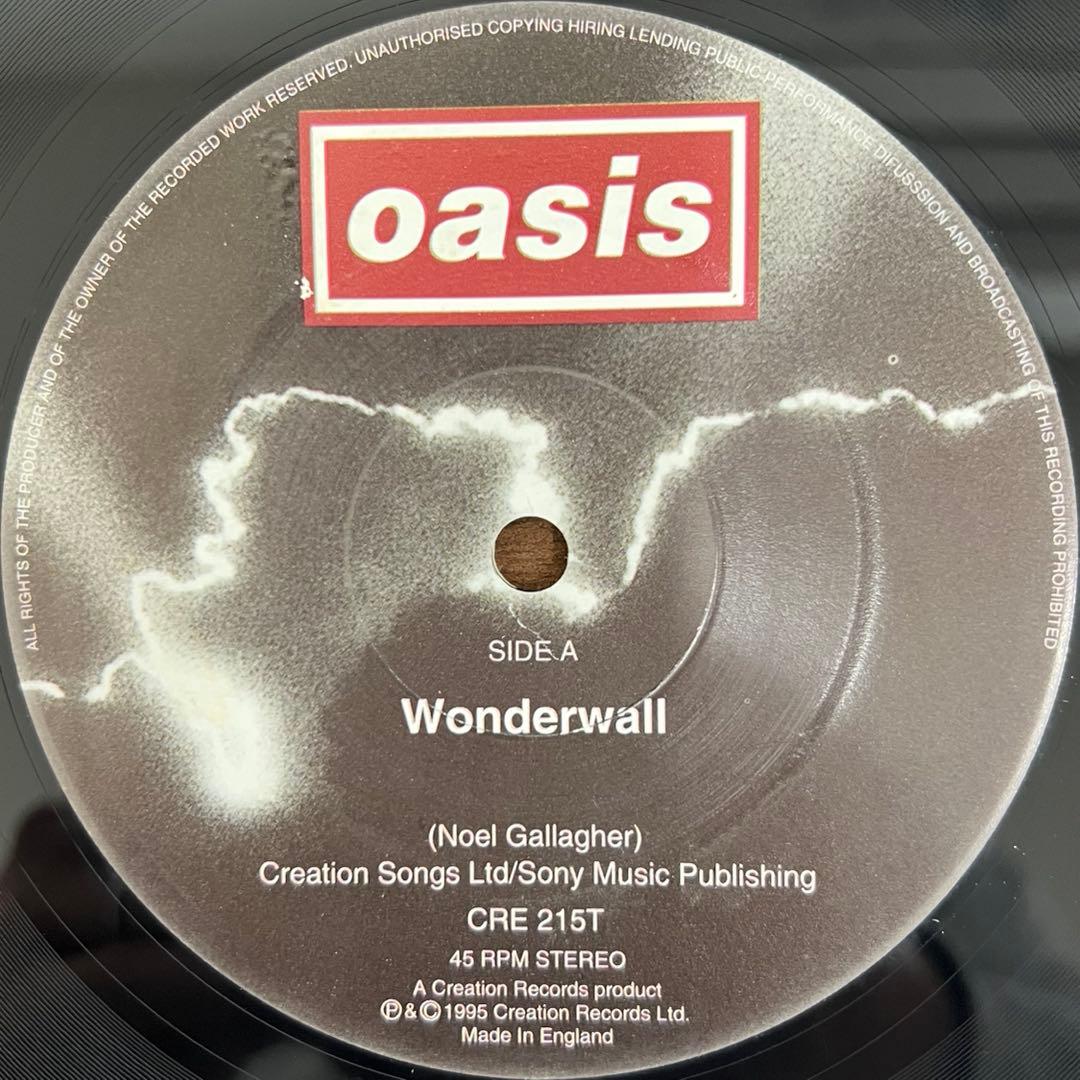 ALL RIGHTS OF THE PRODUCER AND OF THE OWNER OF THE RECORDED WORK RESERVED. UNAUTHORISED COPYING HIRING LENDING PUBLIC PERFORMANCE DIFUSSSION AND BROADCASTING OF THIS RECORDING PROHIBITED
oasis
SIDE A
Wonderwall
(Noel Gallagher)
Creation Songs Ltd/Sony Music Publishing
CRE 215T
45 RPM STEREO
A Creation Records product
Ⓟ&©1995 Creation Records Ltd.
Made In England